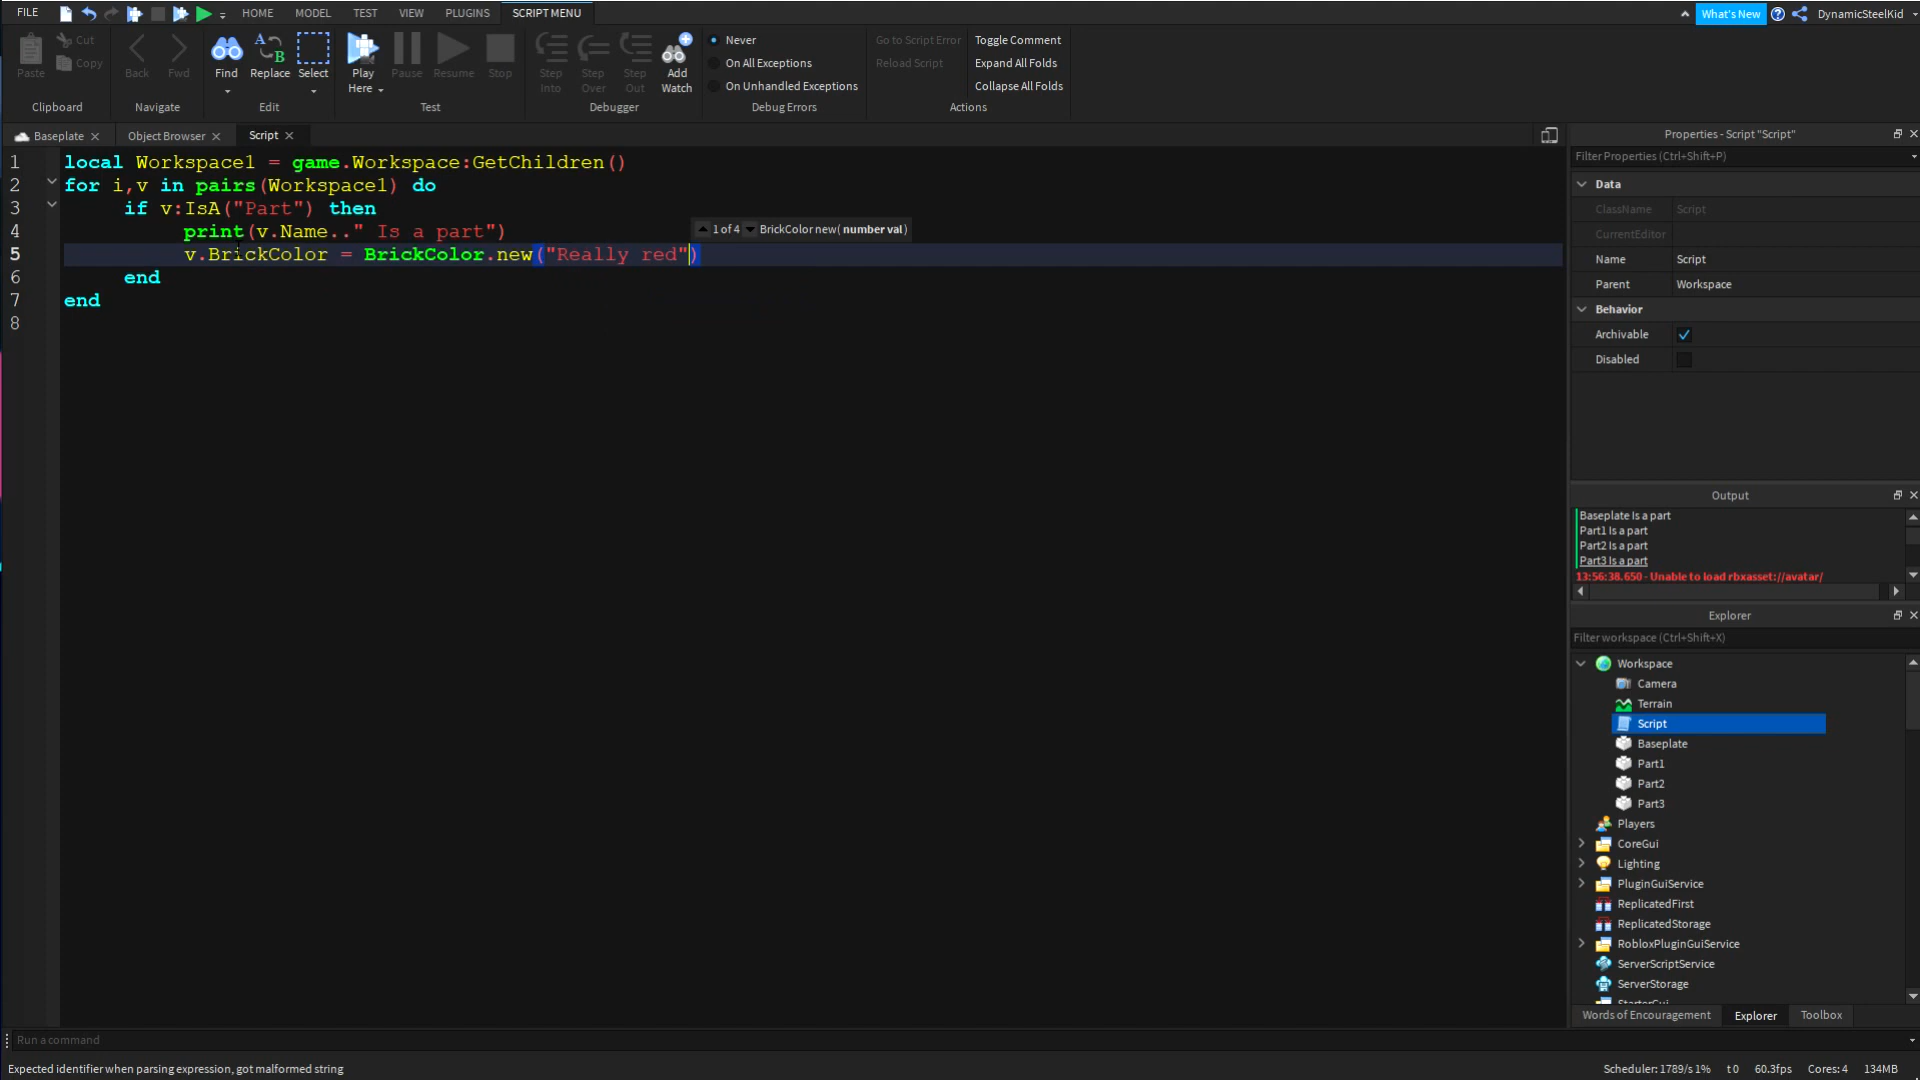 FILE HOME MODEL TEST VIEW PLUGINS SCRIPT MENU What's New DynamicSteelKid
Paste Cut Copy
Clipboard
Back Fwd
Navigate
Find Replace Select
Edit
Play Here Pause Resume Stop
Test
Step Into Step Over Step Out Add Watch
Debugger
Never
On All Exceptions
On Unhandled Exceptions
Debug Errors
Go to Script Error
Reload Script
Toggle Comment
Expand All Folds
Collapse All Folds
Actions
Baseplate Object Browser Script
1 local Workspace1 = game.Workspace:GetChildren()
2 for i,v in pairs(Workspace1) do
3 if v:IsA("Part") then
4 print(v.Name.." Is a part")
1 of 4 BrickColor new( number val)
5 v.BrickColor = BrickColor.new("Really red")
6 end
7 end
8
Properties - Script "Script"
Filter Properties (Ctrl+Shift+P)
Data
ClassName Script
CurrentEditor
Name Script
Parent Workspace
Behavior
Archivable
Disabled
Output
Baseplate Is a part
Part1 Is a part
Part2 Is a part
Part3 Is a part
13:56:38.650 - Unable to load rbxasset://avatar/
Explorer
Filter workspace (Ctrl+Shift+X)
Workspace
Camera
Terrain
Script
Baseplate
Part1
Part2
Part3
Players
CoreGui
Lighting
PluginGuiService
ReplicatedFirst
ReplicatedStorage
RobloxPluginGuiService
ServerScriptService
ServerStorage
StarterGui
Words of Encouragement Explorer Toolbox
Run a command
Expected identifier when parsing expression, got malformed string
Scheduler: 1789/s 1% t 0 60.3fps Cores: 4 134MB